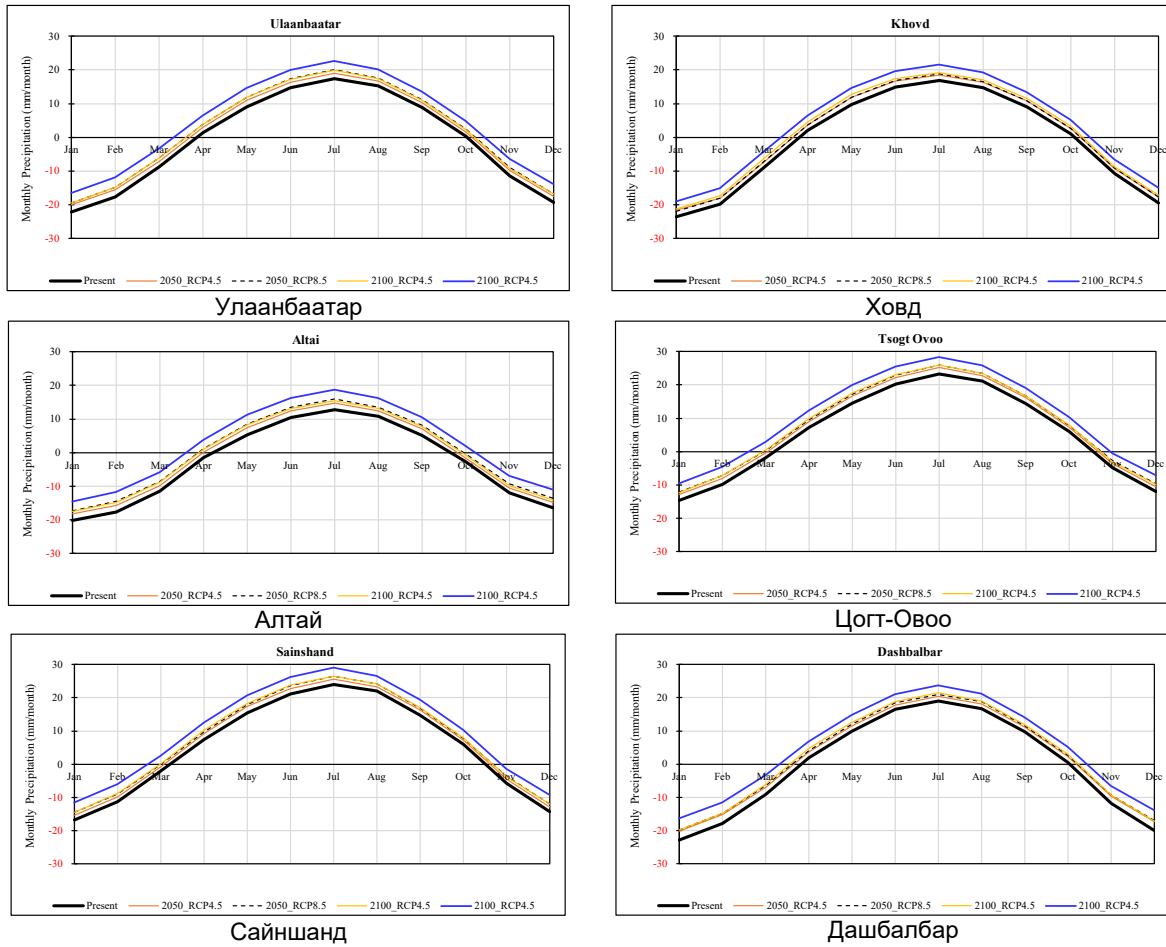 Ulaanbaatar
Monthly Precipitation (mm/month)
30
20
10
0
-10
-20
-30
Jan Feb Mar Apr May Jun Jul Aug Sep Oct Nov Dec
Present 2050_RCP4.5 2050_RCP8.5 2100_RCP4.5 2100_RCP4.5
Улаанбаатар
Khovd
Monthly Precipitation (mm/month)
30
20
10
0
-10
-20
-30
Jan Feb Mar Apr May Jun Jul Aug Sep Oct Nov Dec
Present 2050_RCP4.5 2050_RCP8.5 2100_RCP4.5 2100_RCP4.5
Ховд
Altai
Monthly Precipitation (mm/month)
30
20
10
0
-10
-20
-30
Jan Feb Mar Apr May Jun Jul Aug Sep Oct Nov Dec
Present 2050_RCP4.5 2050_RCP8.5 2100_RCP4.5 2100_RCP4.5
Алтай
Tsogt Ovoo
Monthly Precipitation (mm/month)
30
20
10
0
-10
-20
-30
Jan Feb Mar Apr May Jun Jul Aug Sep Oct Nov Dec
Present 2050_RCP4.5 2050_RCP8.5 2100_RCP4.5 2100_RCP4.5
Цогт-Овоо
Sainshand
Monthly Precipitation (mm/month)
30
20
10
0
-10
-20
-30
Jan Feb Mar Apr May Jun Jul Aug Sep Oct Nov Dec
Present 2050_RCP4.5 2050_RCP8.5 2100_RCP4.5 2100_RCP4.5
Сайншанд
Dashbalbar
Monthly Precipitation (mm/month)
30
20
10
0
-10
-20
-30
Jan Feb Mar Apr May Jun Jul Aug Sep Oct Nov Dec
Present 2050_RCP4.5 2050_RCP8.5 2100_RCP4.5 2100_RCP4.5
Дашбалбар